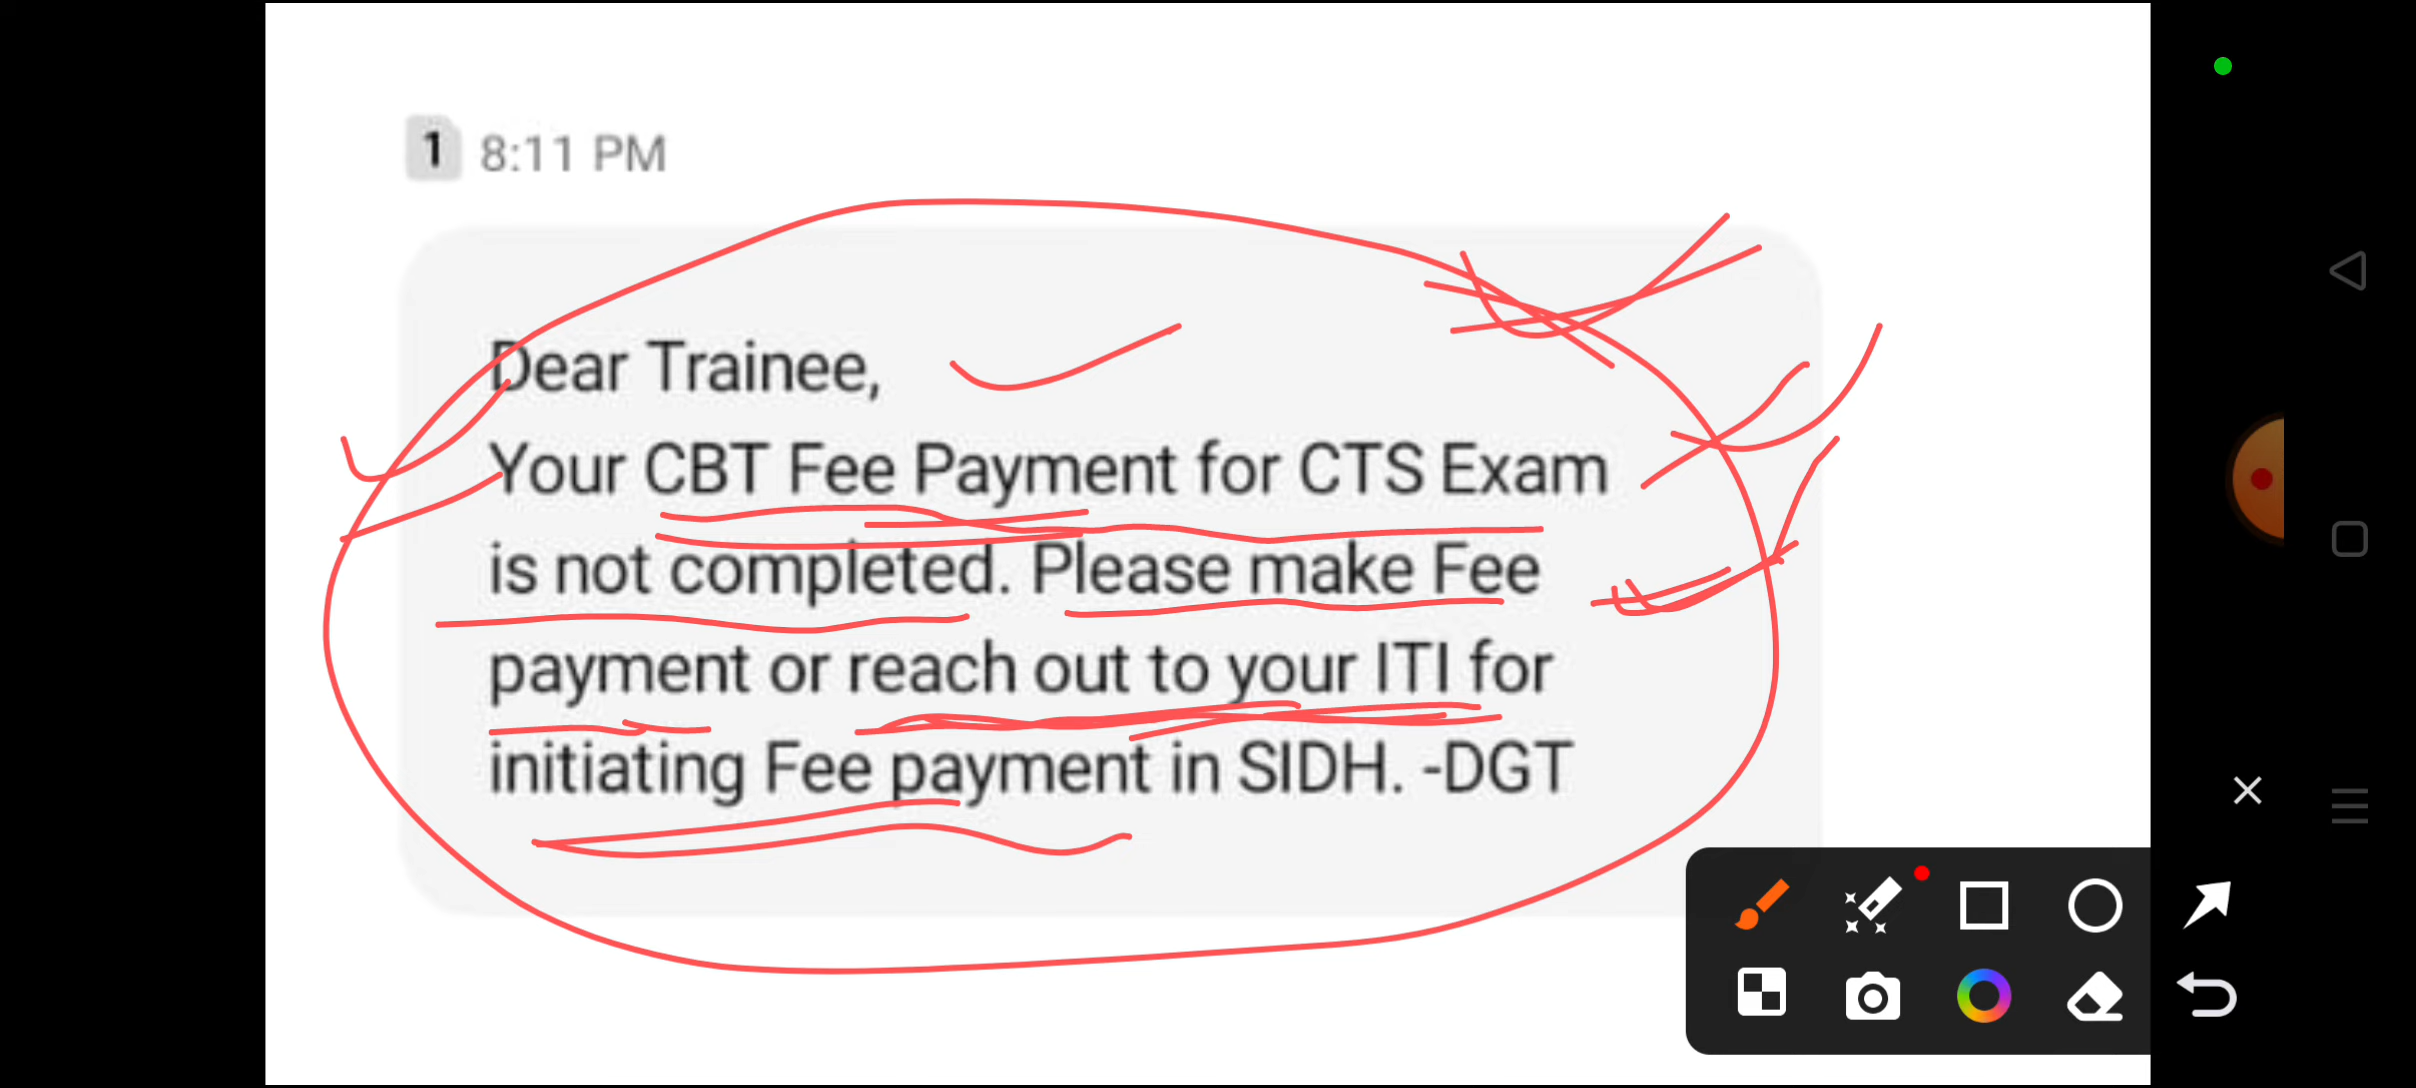 1 8:11 PM
Dear Trainee,
Your CBT Fee Payment for CTS Exam
is not completed. Please make Fee
payment or reach out to your ITI for
initiating Fee payment in SIDH. -DGT